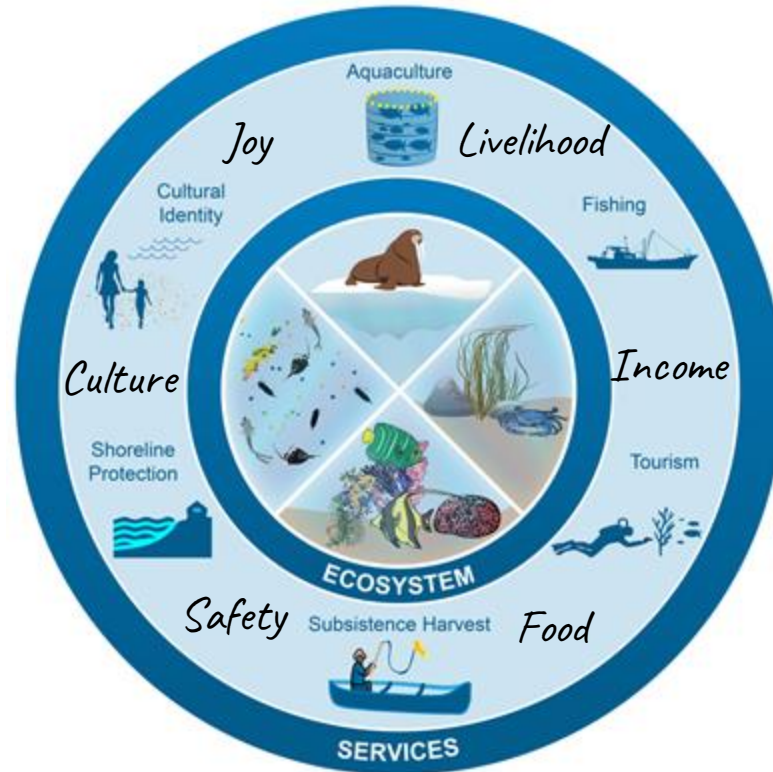 Aquaculture
Joy
Livelihood
Cultural
Identity
Fishing
Culture
Income
Shoreline
Protection
Tourism
ECOSYSTEM
Safety
Subsistence Harvest
Food
SERVICES